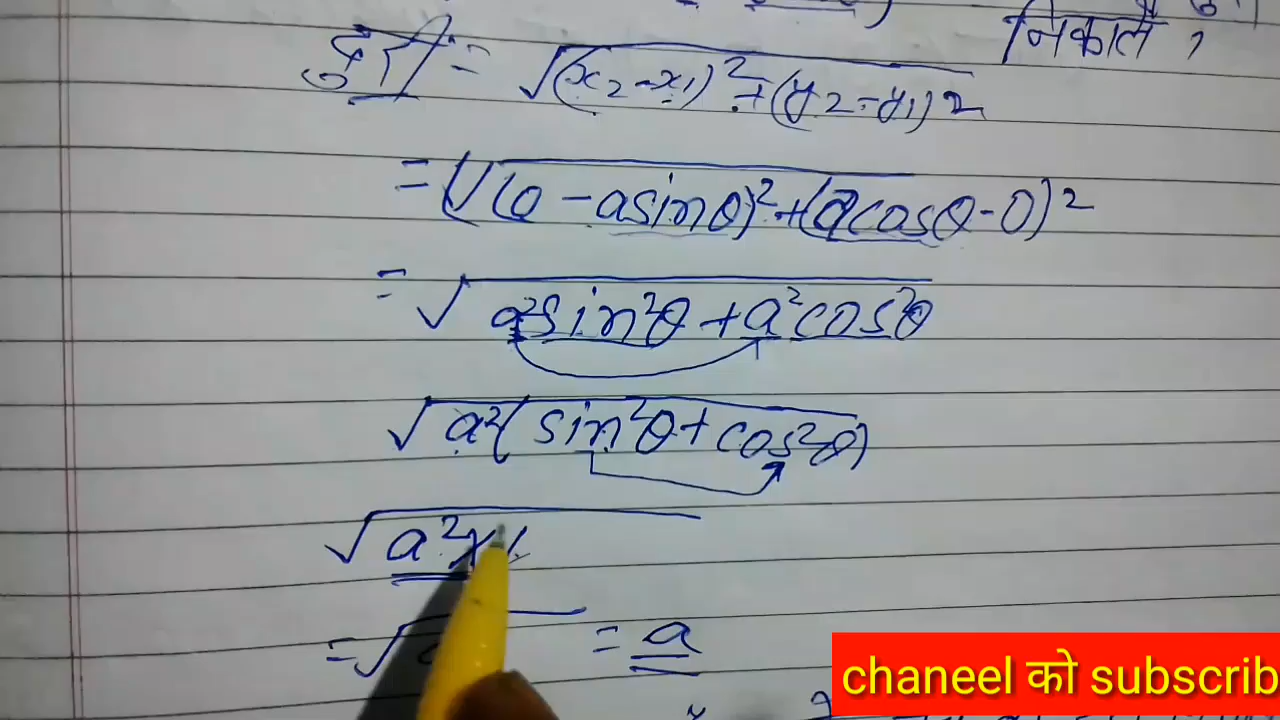 निकालें,
दुरी = √(x₂-x₁)²+(y₂-y₁)²
= √(0-asinθ)²+(acosθ-0)²
= √a²sin²θ+a²cos²θ
√a²(sin²θ+cos²θ)
√a²×1
= √ = a
chaneel को subscrib